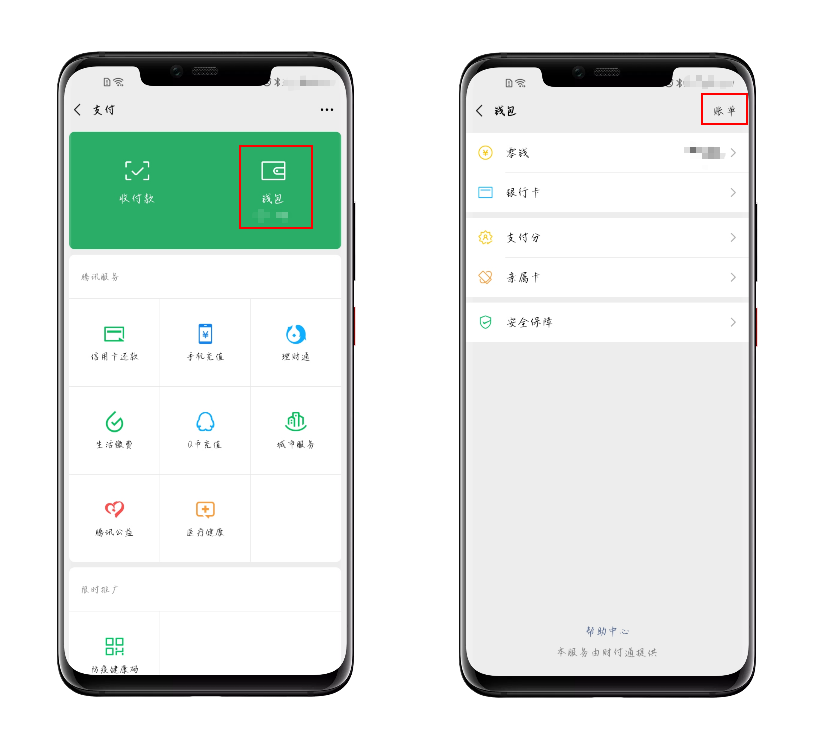 支付
收付款
钱包
腾讯服务
信用卡还款
手机充值
理财通
生活缴费
Q币充值
城市服务
腾讯公益
医疗健康
限时推广
防疫健康码
钱包
账单
零钱
银行卡
支付分
亲属卡
安全保障
帮助中心
本服务由财付通提供